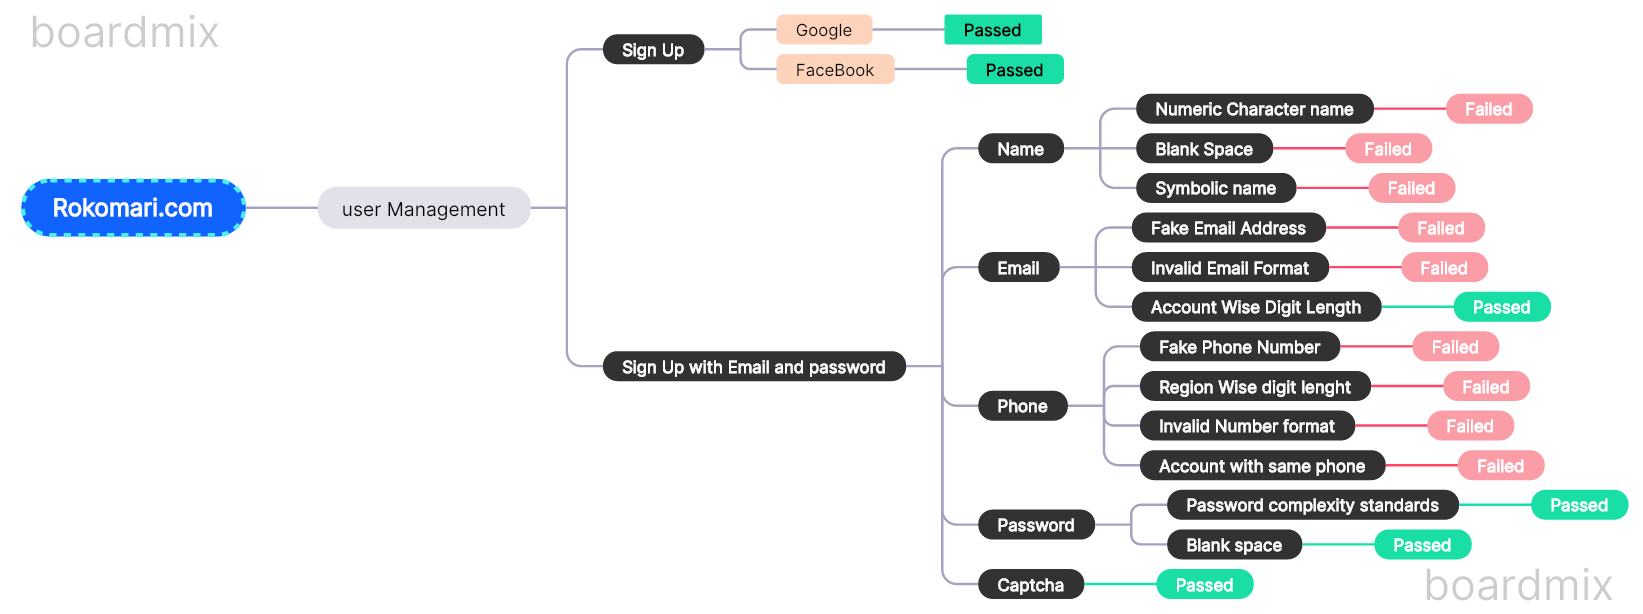 boardmix
Rokomari.com
user Management
Sign Up
Google
Passed
FaceBook
Passed
Sign Up with Email and password
Name
Numeric Character name
Failed
Blank Space
Failed
Symbolic name
Failed
Email
Fake Email Address
Failed
Invalid Email Format
Failed
Account Wise Digit Length
Passed
Phone
Fake Phone Number
Failed
Region Wise digit lenght
Failed
Invalid Number format
Failed
Account with same phone
Failed
Password
Password complexity standards
Passed
Blank space
Passed
Captcha
Passed
boardmix